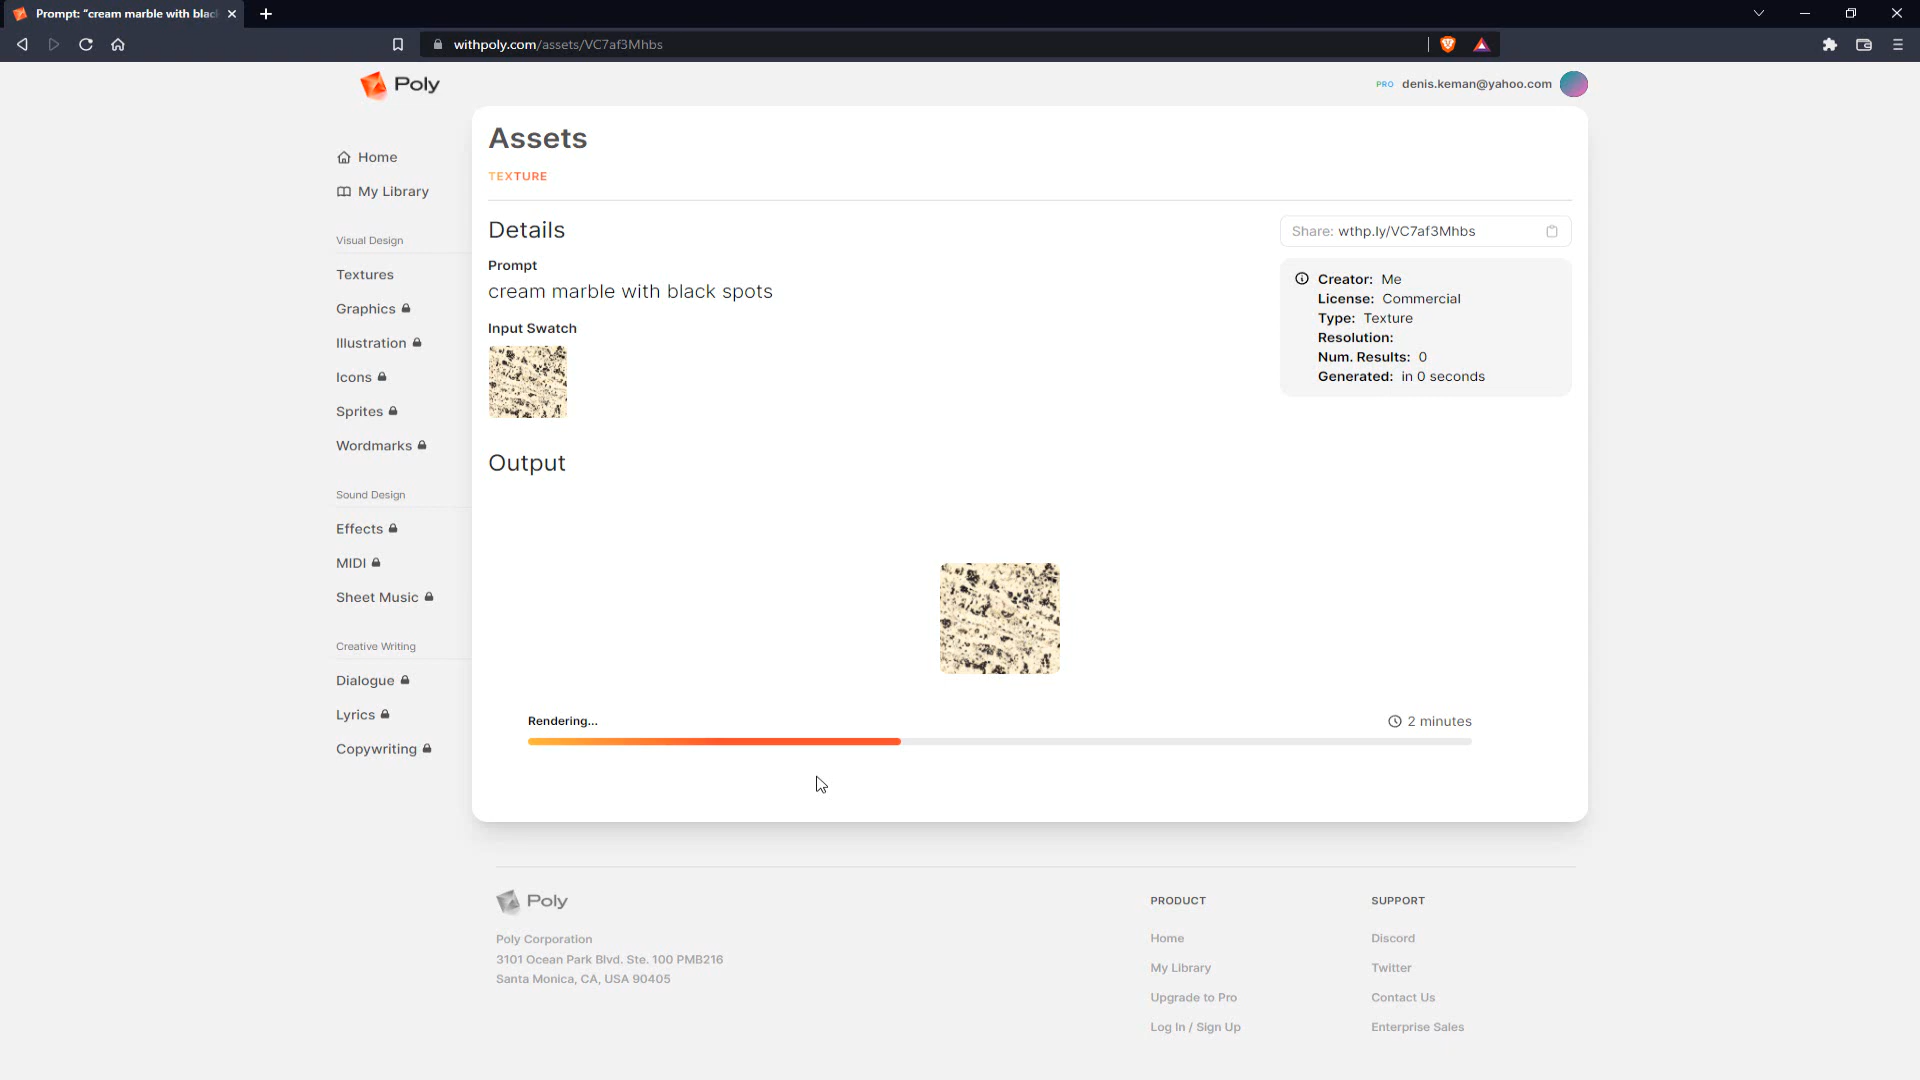 Prompt: "cream marble with blac
withpoly.com/assets/VC7af3Mhbs
Poly
PRO denis.keman@yahoo.com
Home
My Library
Visual Design
Textures
Graphics
Illustration
Icons
Sprites
Wordmarks
Sound Design
Effects
MIDI
Sheet Music
Creative Writing
Dialogue
Lyrics
Copywriting
Assets
TEXTURE
Details
Prompt
cream marble with black spots
Input Swatch
Share: wthp.ly/VC7af3Mhbs
Creator: Me
License: Commercial
Type: Texture
Resolution:
Num. Results: 0
Generated: in 0 seconds
Output
Rendering... 2 minutes
Poly
Poly Corporation
3101 Ocean Park Blvd. Ste. 100 PMB216
Santa Monica, CA, USA 90405
PRODUCT
Home
My Library
Upgrade to Pro
Log In / Sign Up
SUPPORT
Discord
Twitter
Contact Us
Enterprise Sales